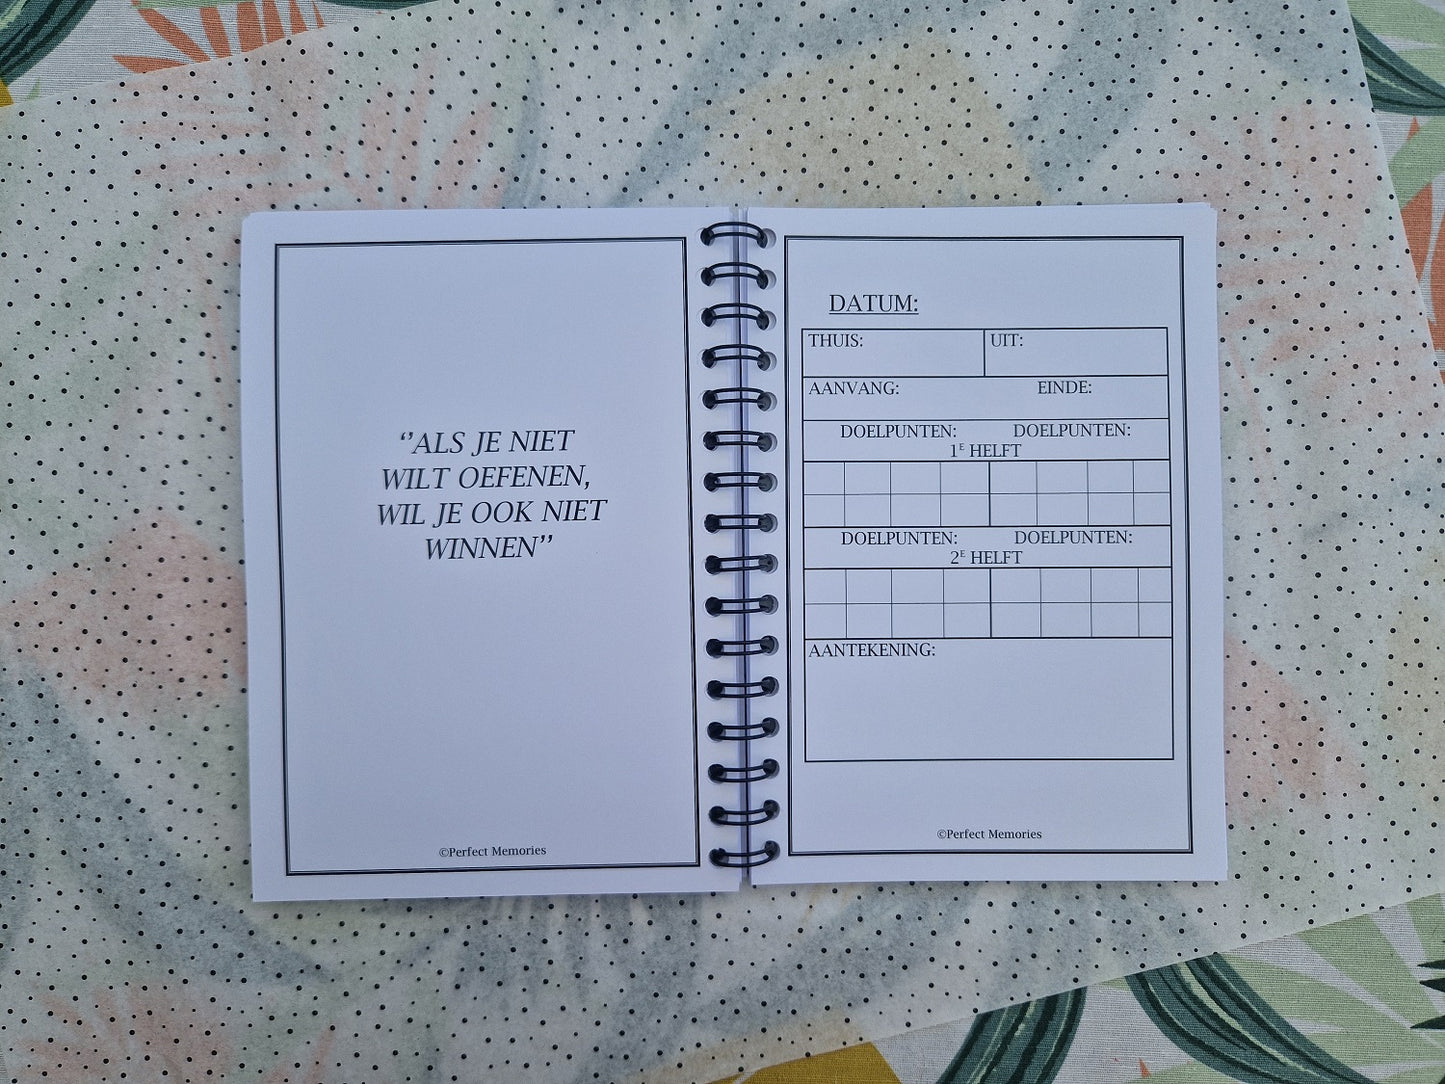 ‘’ALS JE NIET
WILT OEFENEN,
WIL JE OOK NIET
WINNEN’’
©Perfect Memories
DATUM:
THUIS: UIT:
AANVANG: EINDE:
DOELPUNTEN: DOELPUNTEN:
1E HELFT
DOELPUNTEN: DOELPUNTEN:
2E HELFT
AANTEKENING:
©Perfect Memories